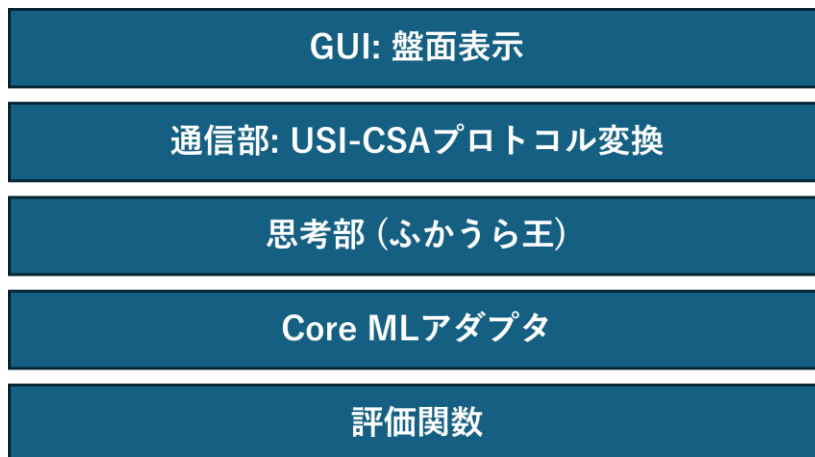 GUI: 盤面表示
通信部: USI-CSAプロトコル変換
思考部 (ふかうら王)
Core MLアダプタ
評価関数